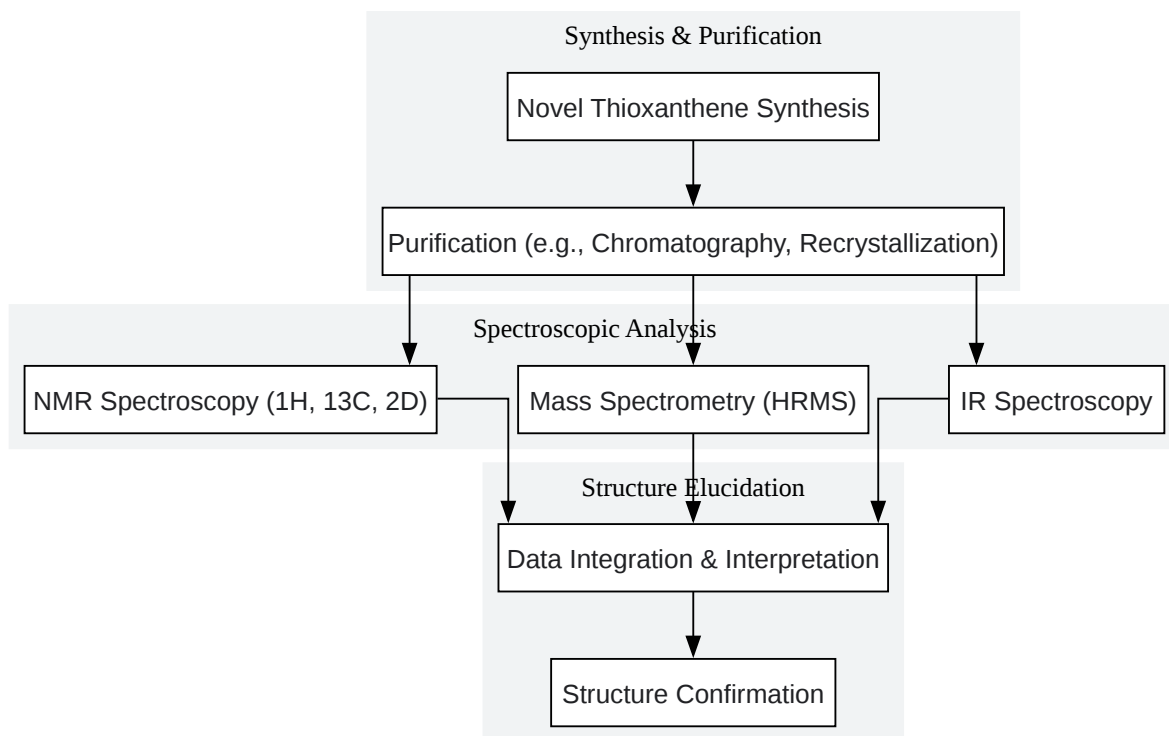 Synthesis & Purification
Novel Thioxanthene Synthesis
Purification (e.g., Chromatography, Recrystallization)
Spectroscopic Analysis
NMR Spectroscopy (1H, 13C, 2D)
Mass Spectrometry (HRMS)
IR Spectroscopy
Structure Elucidation
Data Integration & Interpretation
Structure Confirmation